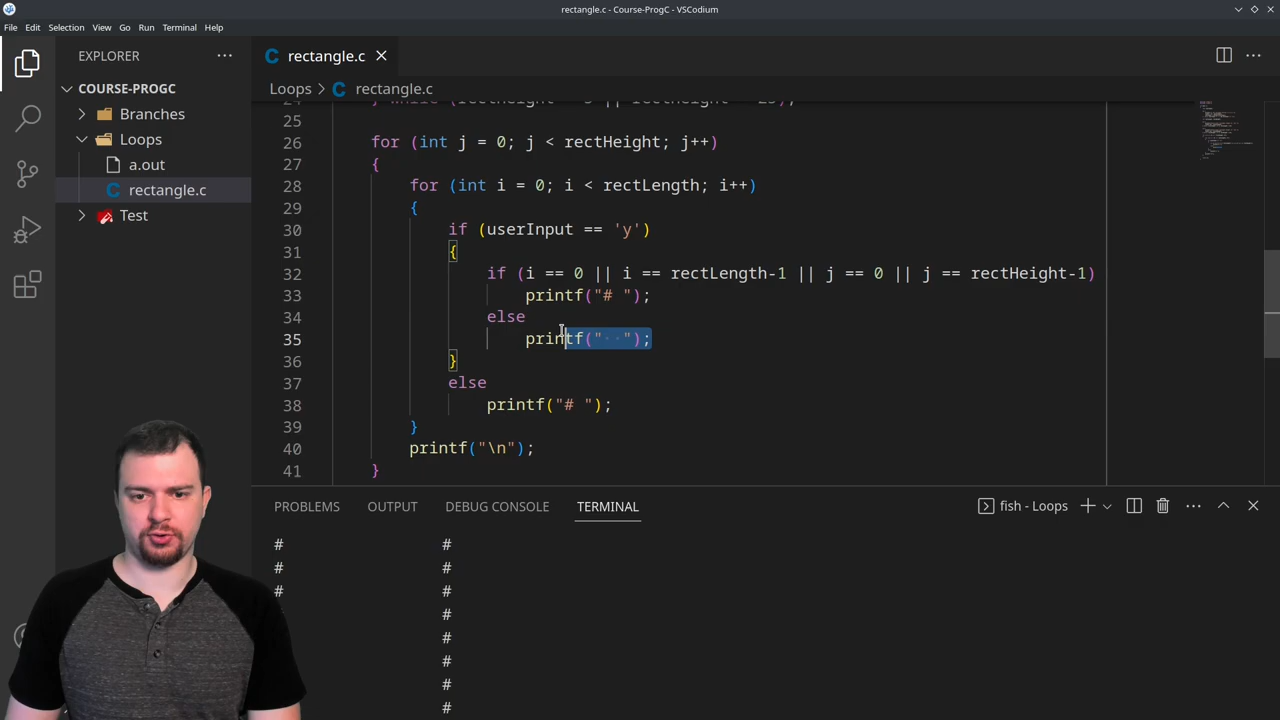 rectangle.c - Course-ProgC - VSCodium
File Edit Selection View Go Run Terminal Help
EXPLORER
COURSE-PROGC
Branches
Loops
a.out
rectangle.c
Test
rectangle.c
Loops > rectangle.c
25
26 for (int j = 0; j < rectHeight; j++)
27 {
28 for (int i = 0; i < rectLength; i++)
29 {
30 if (userInput == 'y')
31 {
32 if (i == 0 || i == rectLength-1 || j == 0 || j == rectHeight-1)
33 printf("# ");
34 else
35 printf("  ");
36 }
37 else
38 printf("# ");
39 }
40 printf("\n");
41 }
PROBLEMS OUTPUT DEBUG CONSOLE TERMINAL
fish - Loops
# #
# #
# #
#
#
#
#
#